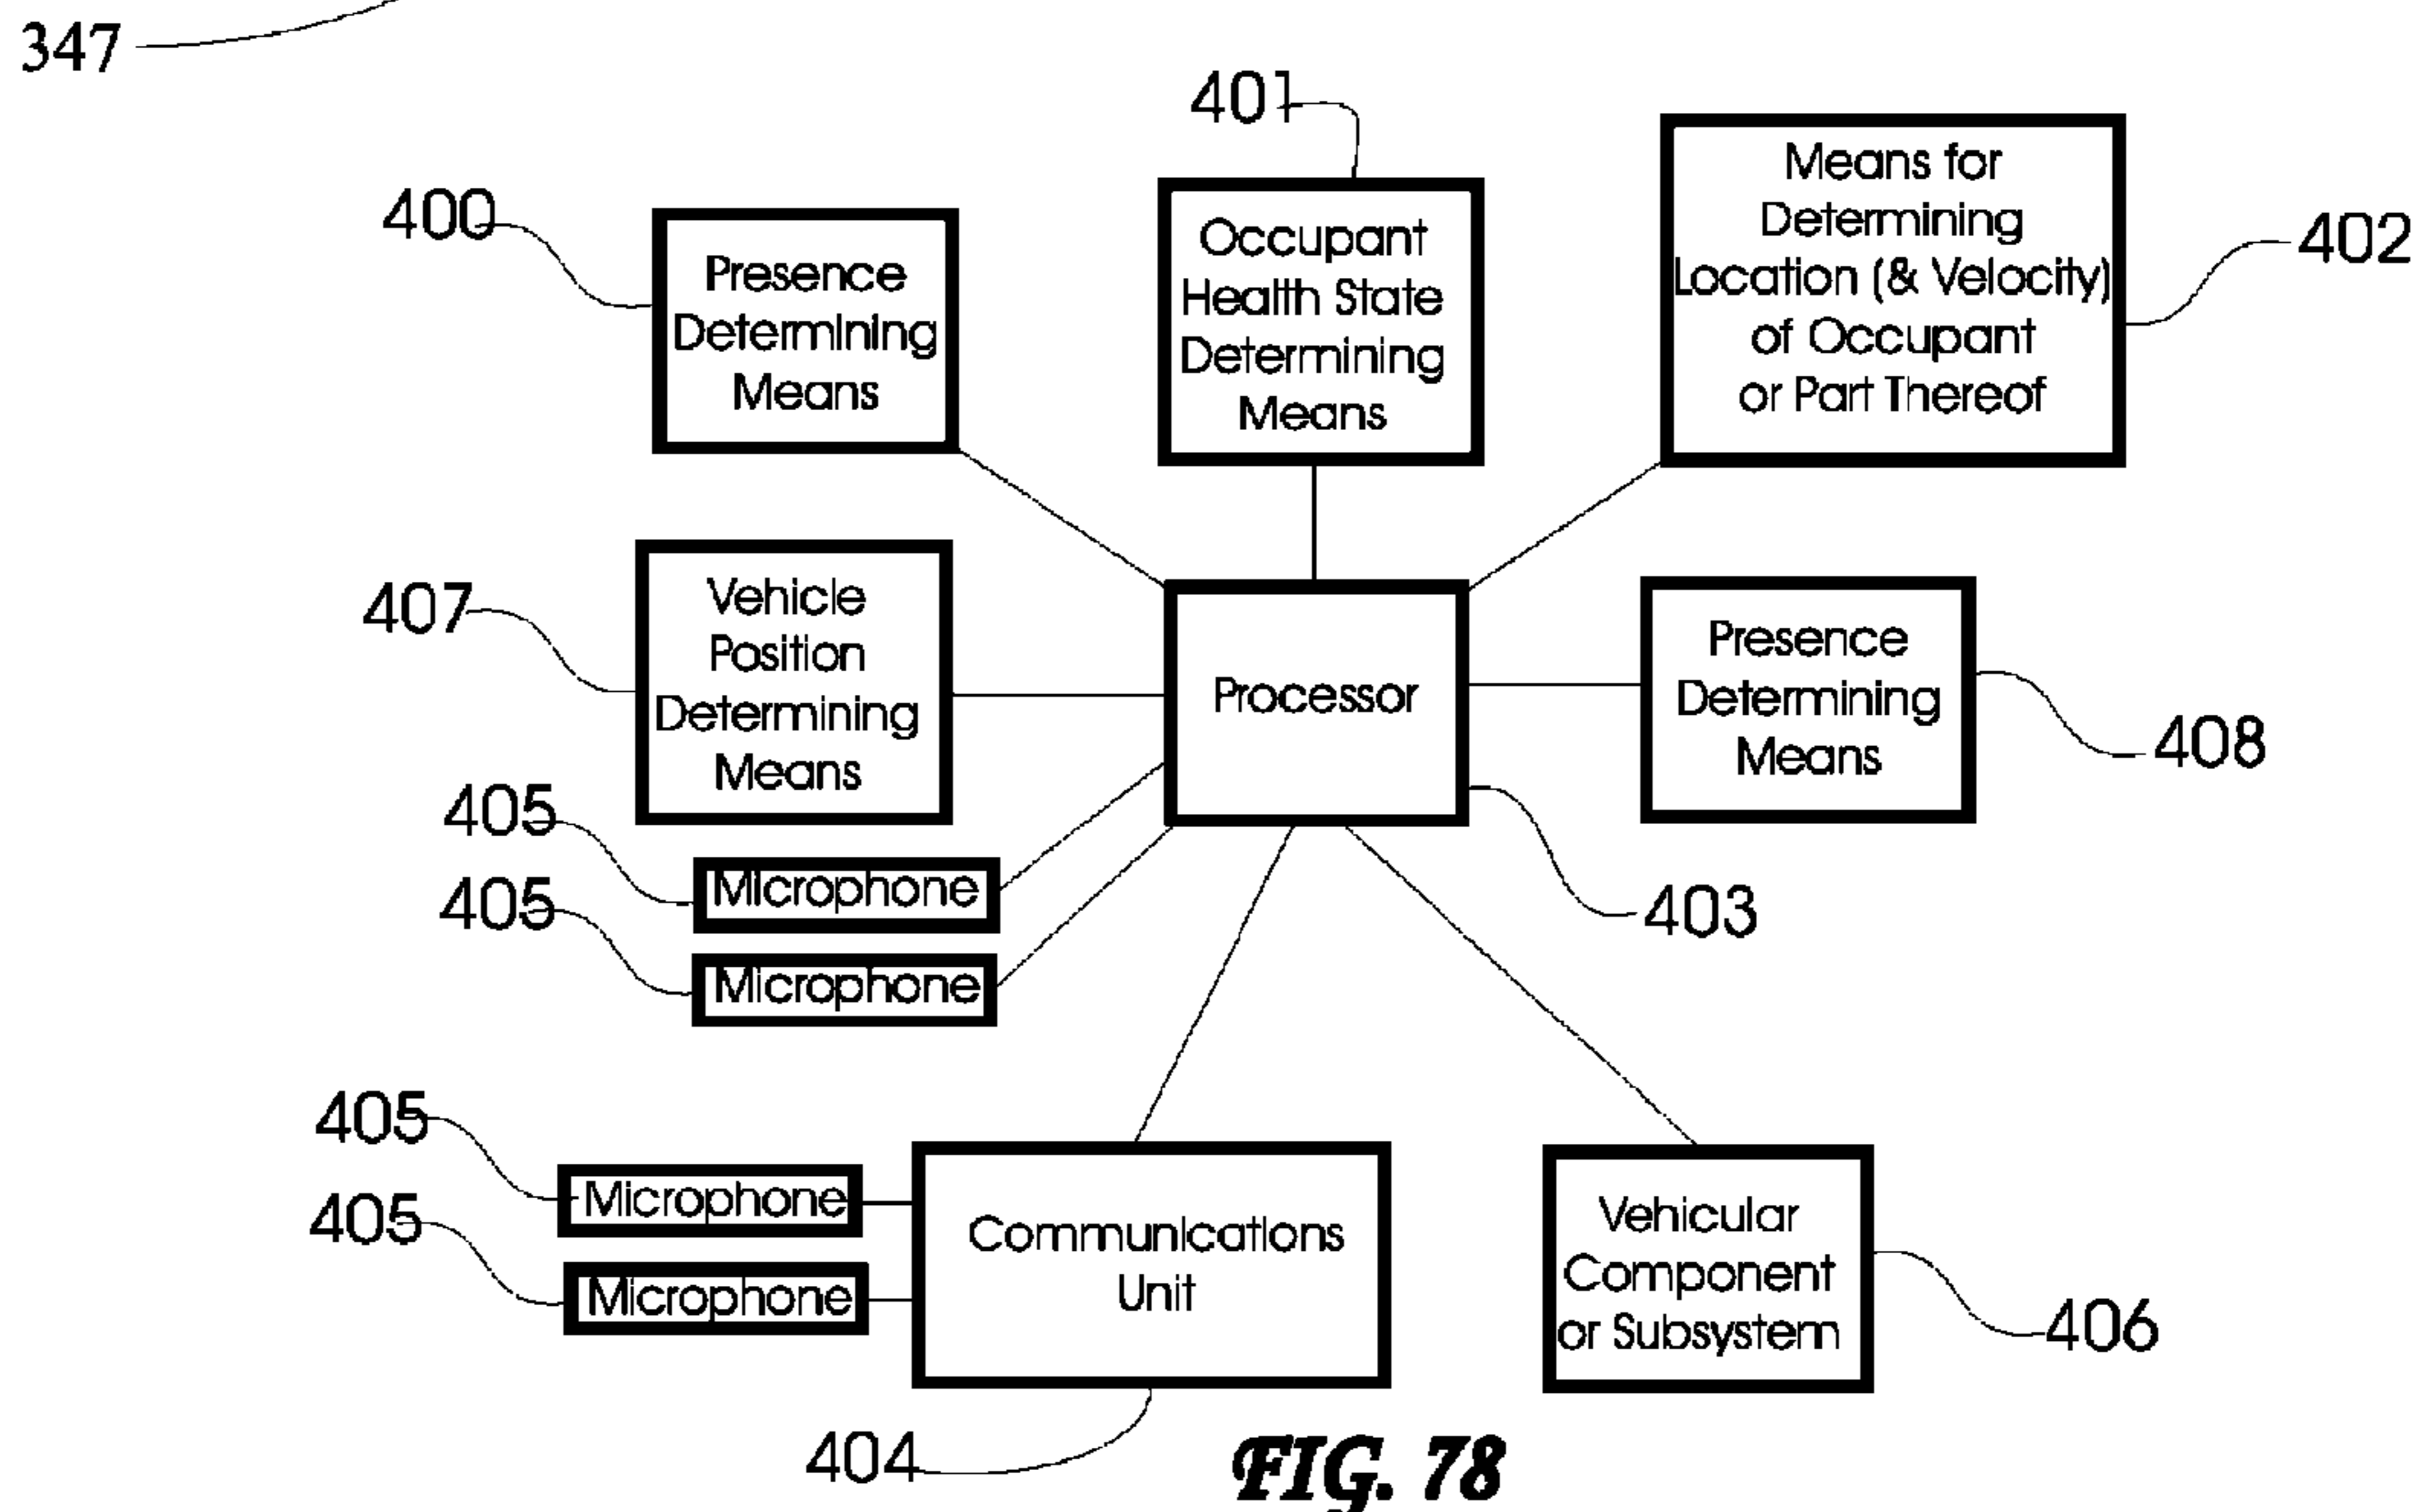 347
401
Means for
Determining
Location (& Velocity)
of Occupant
or Part Thereof
402
400
Presence
Determining
Means
Occupant
Health State
Determining
Means
407
Vehicle
Position
Determining
Means
Processor
Presence
Determining
Means
408
405
Microphone
405
Microphone
403
405
Microphone
405
Microphone
Communications
Unit
Vehicular
Component
or Subsystem
406
404
FIG. 78